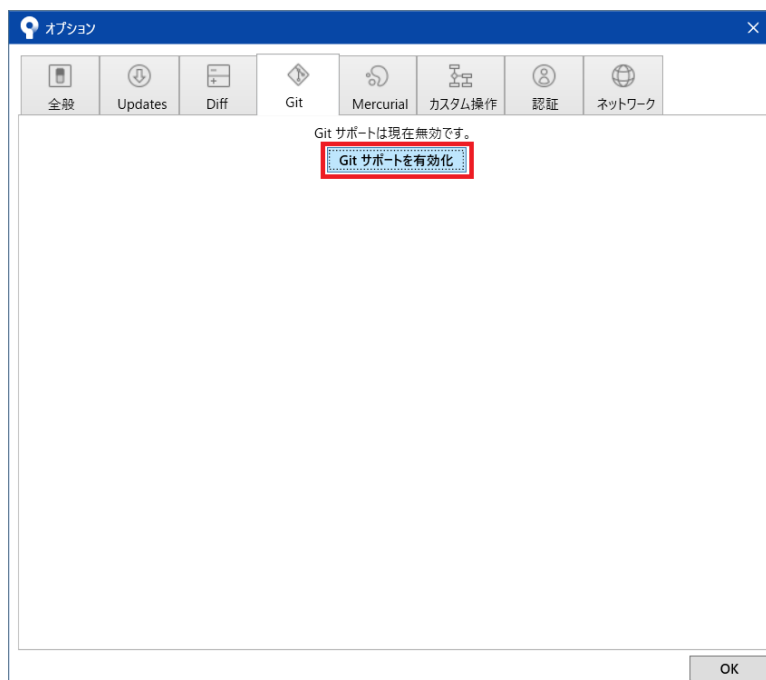 オプション
全般 Updates Diff Git Mercurial カスタム操作 認証 ネットワーク
Git サポートは現在無効です。
Git サポートを有効化
OK